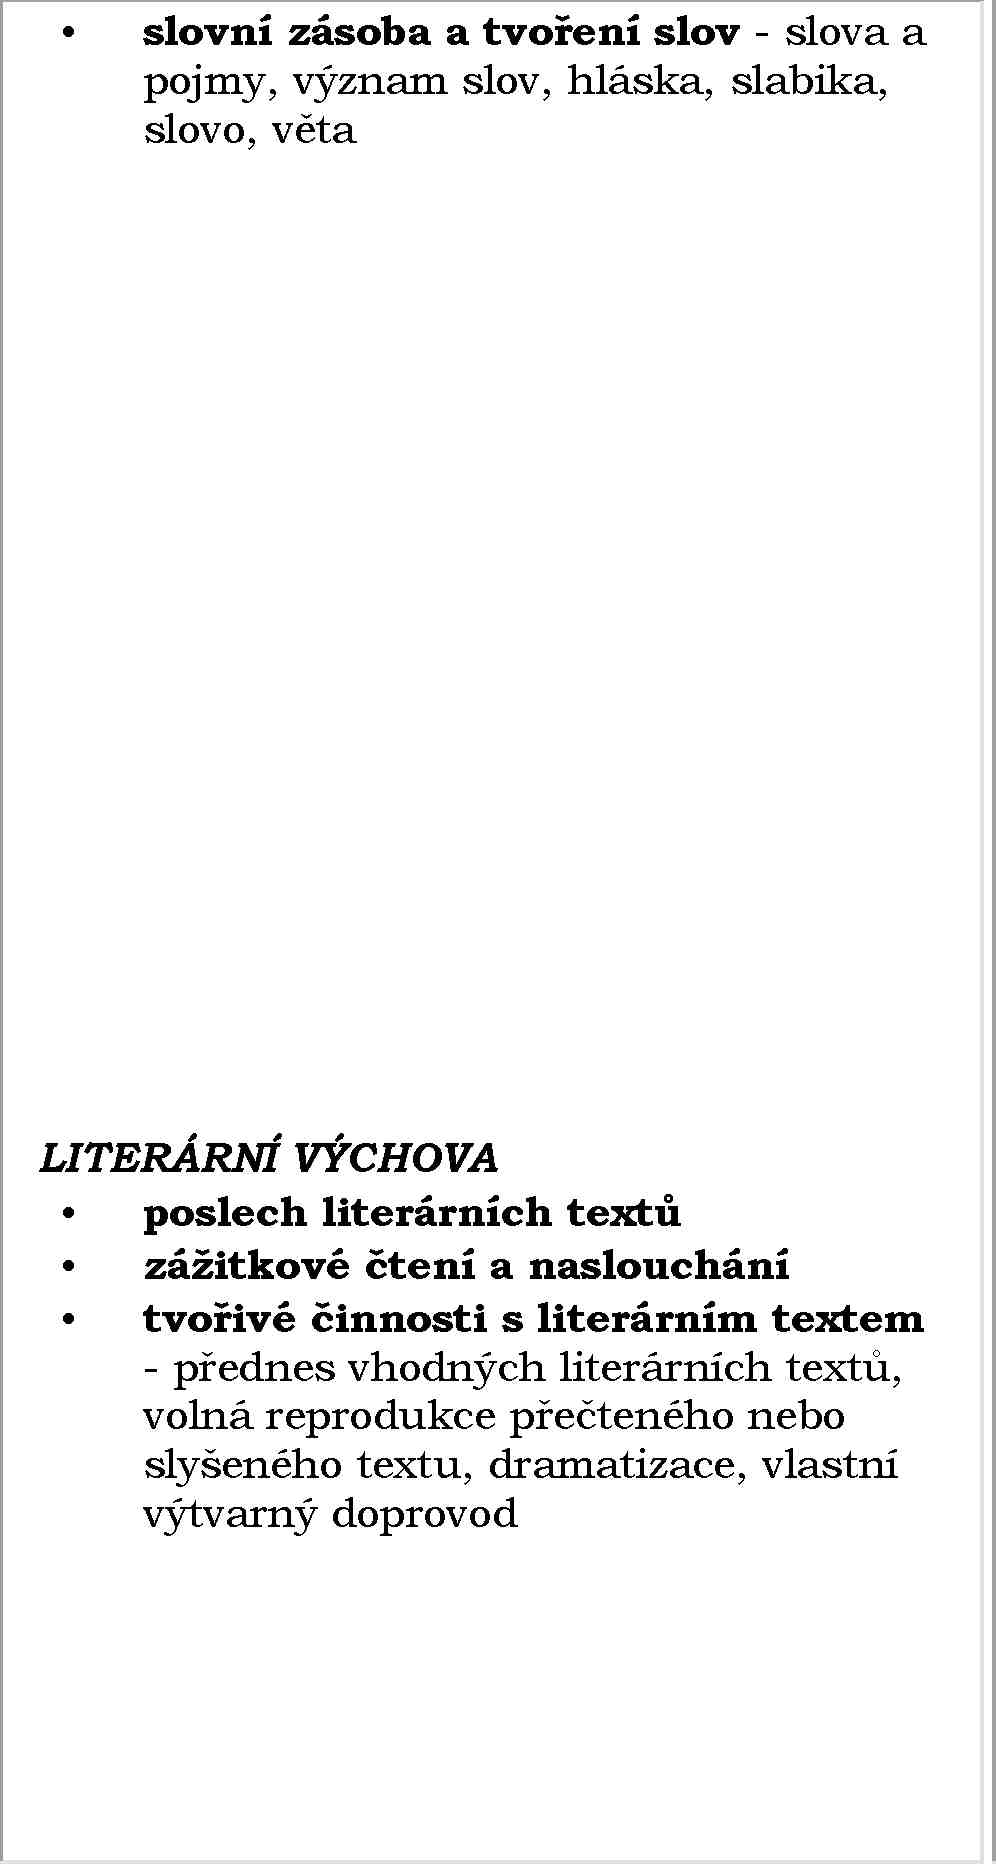 • slovní zásoba a tvoření slov - slova a
pojmy, význam slov, hláska, slabika,
slovo, věta
LITERÁRNÍ VÝCHOVA
• poslech literárních textů
• zážitkové čtení a naslouchání
• tvořivé činnosti s literárním textem
- přednes vhodných literárních textů,
volná reprodukce přečteného nebo
slyšeného textu, dramatizace, vlastní
výtvarný doprovod